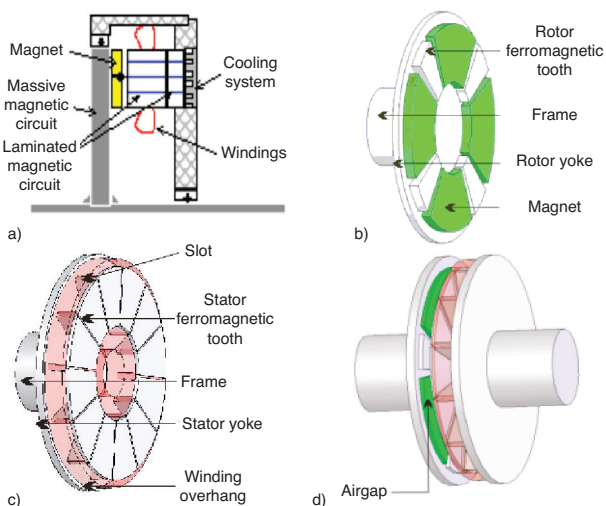 Magnet
Massive
magnetic
circuit
Laminated
magnetic
circuit
Cooling
system
Windings
a)
Rotor
ferromagnetic
tooth
Frame
Rotor yoke
Magnet
b)
Slot
Stator
ferromagnetic
tooth
Frame
Stator yoke
Winding
overhang
c)
Airgap
d)